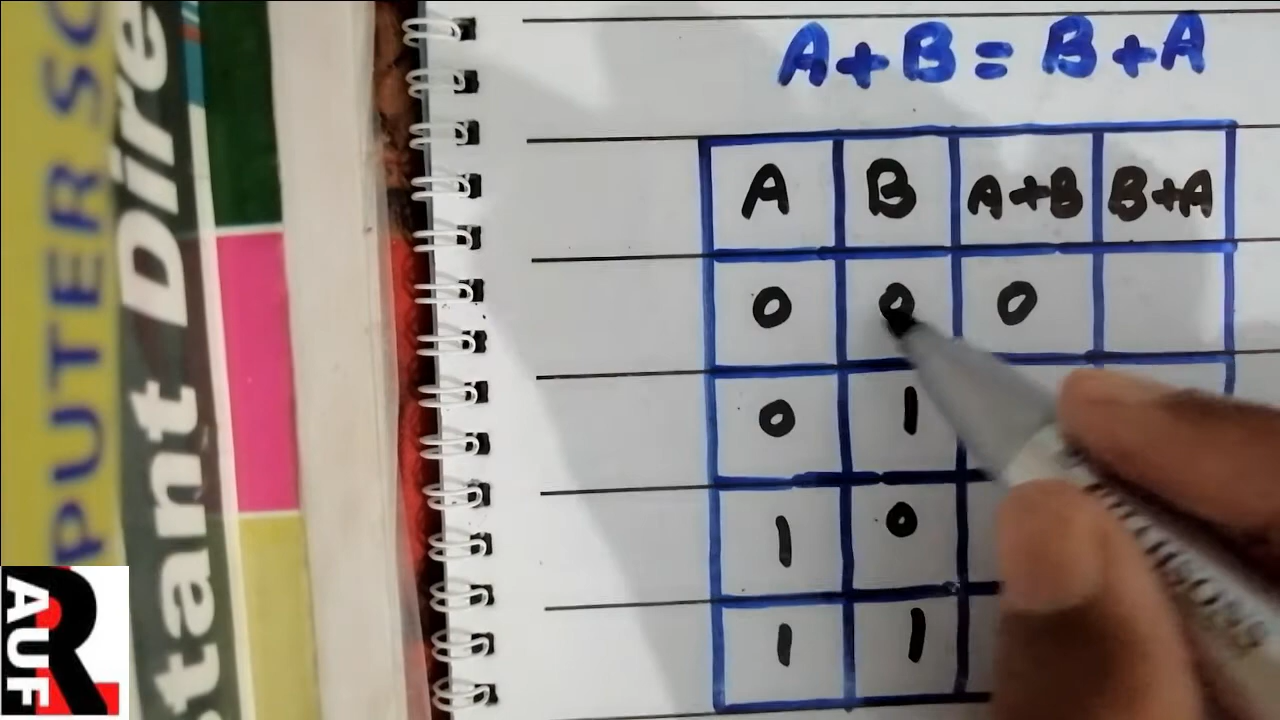 A+B = B+A
A B A+B B+A
0 0 0
0 1
1 0
1 1
PUTER SC
tant Dire
R
AUF